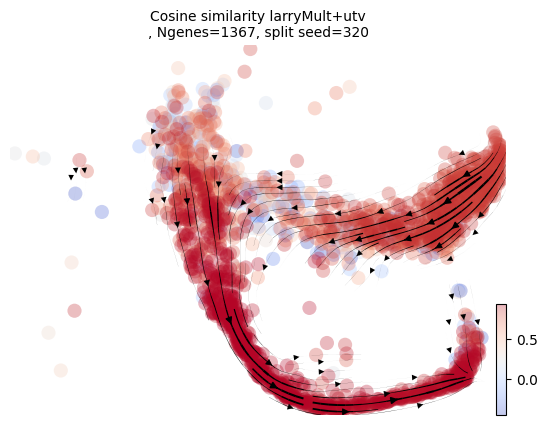 Cosine similarity larryMult+utv
, Ngenes=1367, split seed=320
0.5
0.0